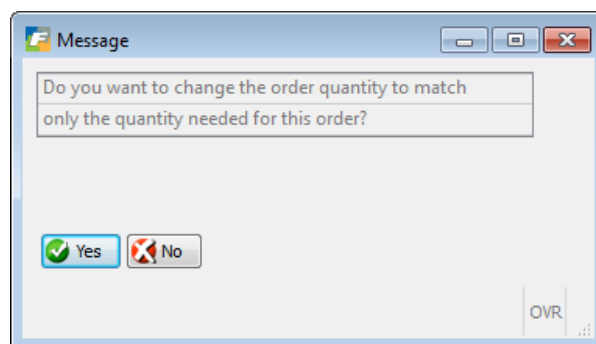 Message
Do you want to change the order quantity to match
only the quantity needed for this order?
Yes No
OVR